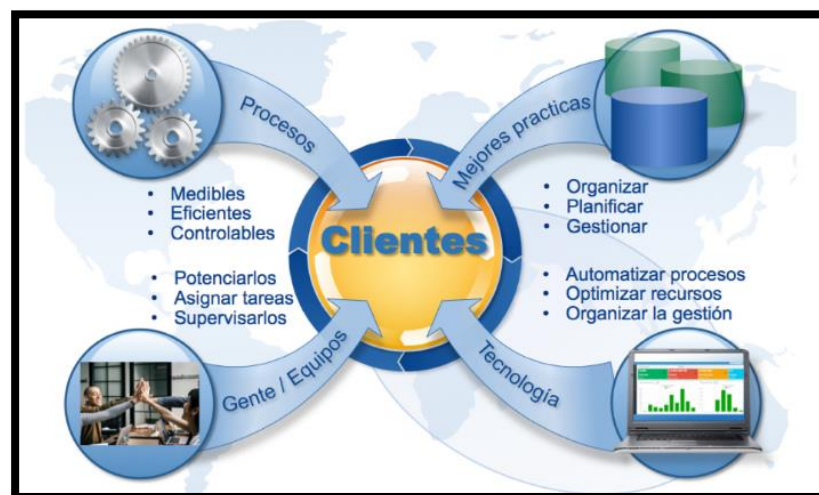 Procesos
• Medibles
• Eficientes
• Controlables
Mejores practicas
• Organizar
• Planificar
• Gestionar
Clientes
• Potenciarlos
• Asignar tareas
• Supervisarlos
Gente / Equipos
• Automatizar procesos
• Optimizar recursos
• Organizar la gestión
Tecnología